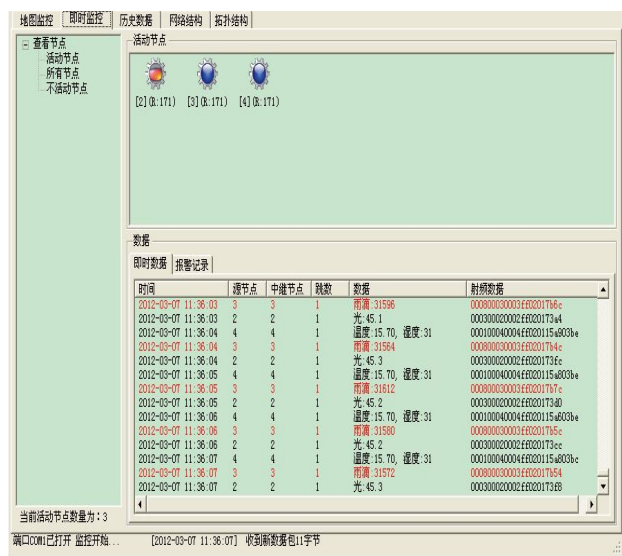 地图监控 即时监控 历史数据 网络结构 拓扑结构
查看节点
活动节点
所有节点
不活动节点
活动节点
[2](R:171) [3](R:171) [4](R:171)
数据
即时数据 报警记录
时间 源节点 中继节点 跳数 数据 射频数据
2012-03-07 11:36:03 3 3 1 雨滴:31596 000800030003ff02017b6c
2012-03-07 11:36:03 2 2 1 光:45.1 000300020002ff020173a4
2012-03-07 11:36:04 4 4 1 温度:15.70, 湿度:31 000100040004ff020115a903be
2012-03-07 11:36:04 3 3 1 雨滴:31564 000800030003ff02017b4c
2012-03-07 11:36:04 2 2 1 光:45.3 000300020002ff020173fc
2012-03-07 11:36:05 4 4 1 温度:15.70, 湿度:31 000100040004ff020115a803be
2012-03-07 11:36:05 3 3 1 雨滴:31612 000800030003ff02017b7c
2012-03-07 11:36:05 2 2 1 光:45.2 000300020002ff020173d0
2012-03-07 11:36:06 4 4 1 温度:15.70, 湿度:31 000100040004ff020115a603be
2012-03-07 11:36:06 3 3 1 雨滴:31580 000800030003ff02017b5c
2012-03-07 11:36:06 2 2 1 光:45.2 000300020002ff020173cc
2012-03-07 11:36:07 4 4 1 温度:15.70, 湿度:31 000100040004ff020115a803bc
2012-03-07 11:36:07 3 3 1 雨滴:31572 000800030003ff02017b54
2012-03-07 11:36:07 2 2 1 光:45.3 000300020002ff020173f8
当前活动节点数量为:3
端口COM1已打开 监控开始... [2012-03-07 11:36:07] 收到新数据包11字节